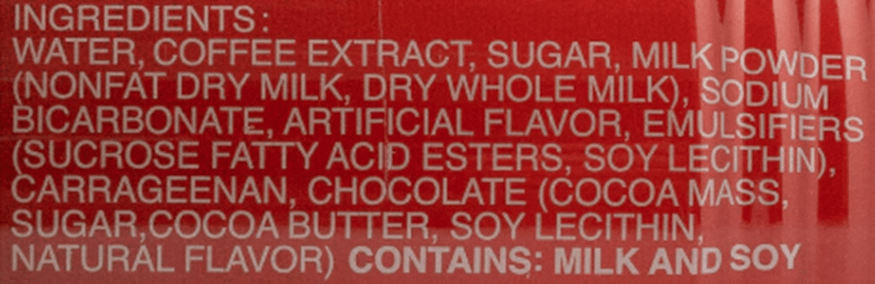 INGREDIENTS:
WATER, COFFEE EXTRACT, SUGAR, MILK POWDER
(NONFAT DRY MILK, DRY WHOLE MILK), SODIUM
BICARBONATE, ARTIFICIAL FLAVOR, EMULSIFIERS
(SUCROSE FATTY ACID ESTERS, SOY LECITHIN),
CARRAGEENAN, CHOCOLATE (COCOA MASS,
SUGAR,COCOA BUTTER, SOY LECITHIN,
NATURAL FLAVOR) CONTAINS: MILK AND SOY